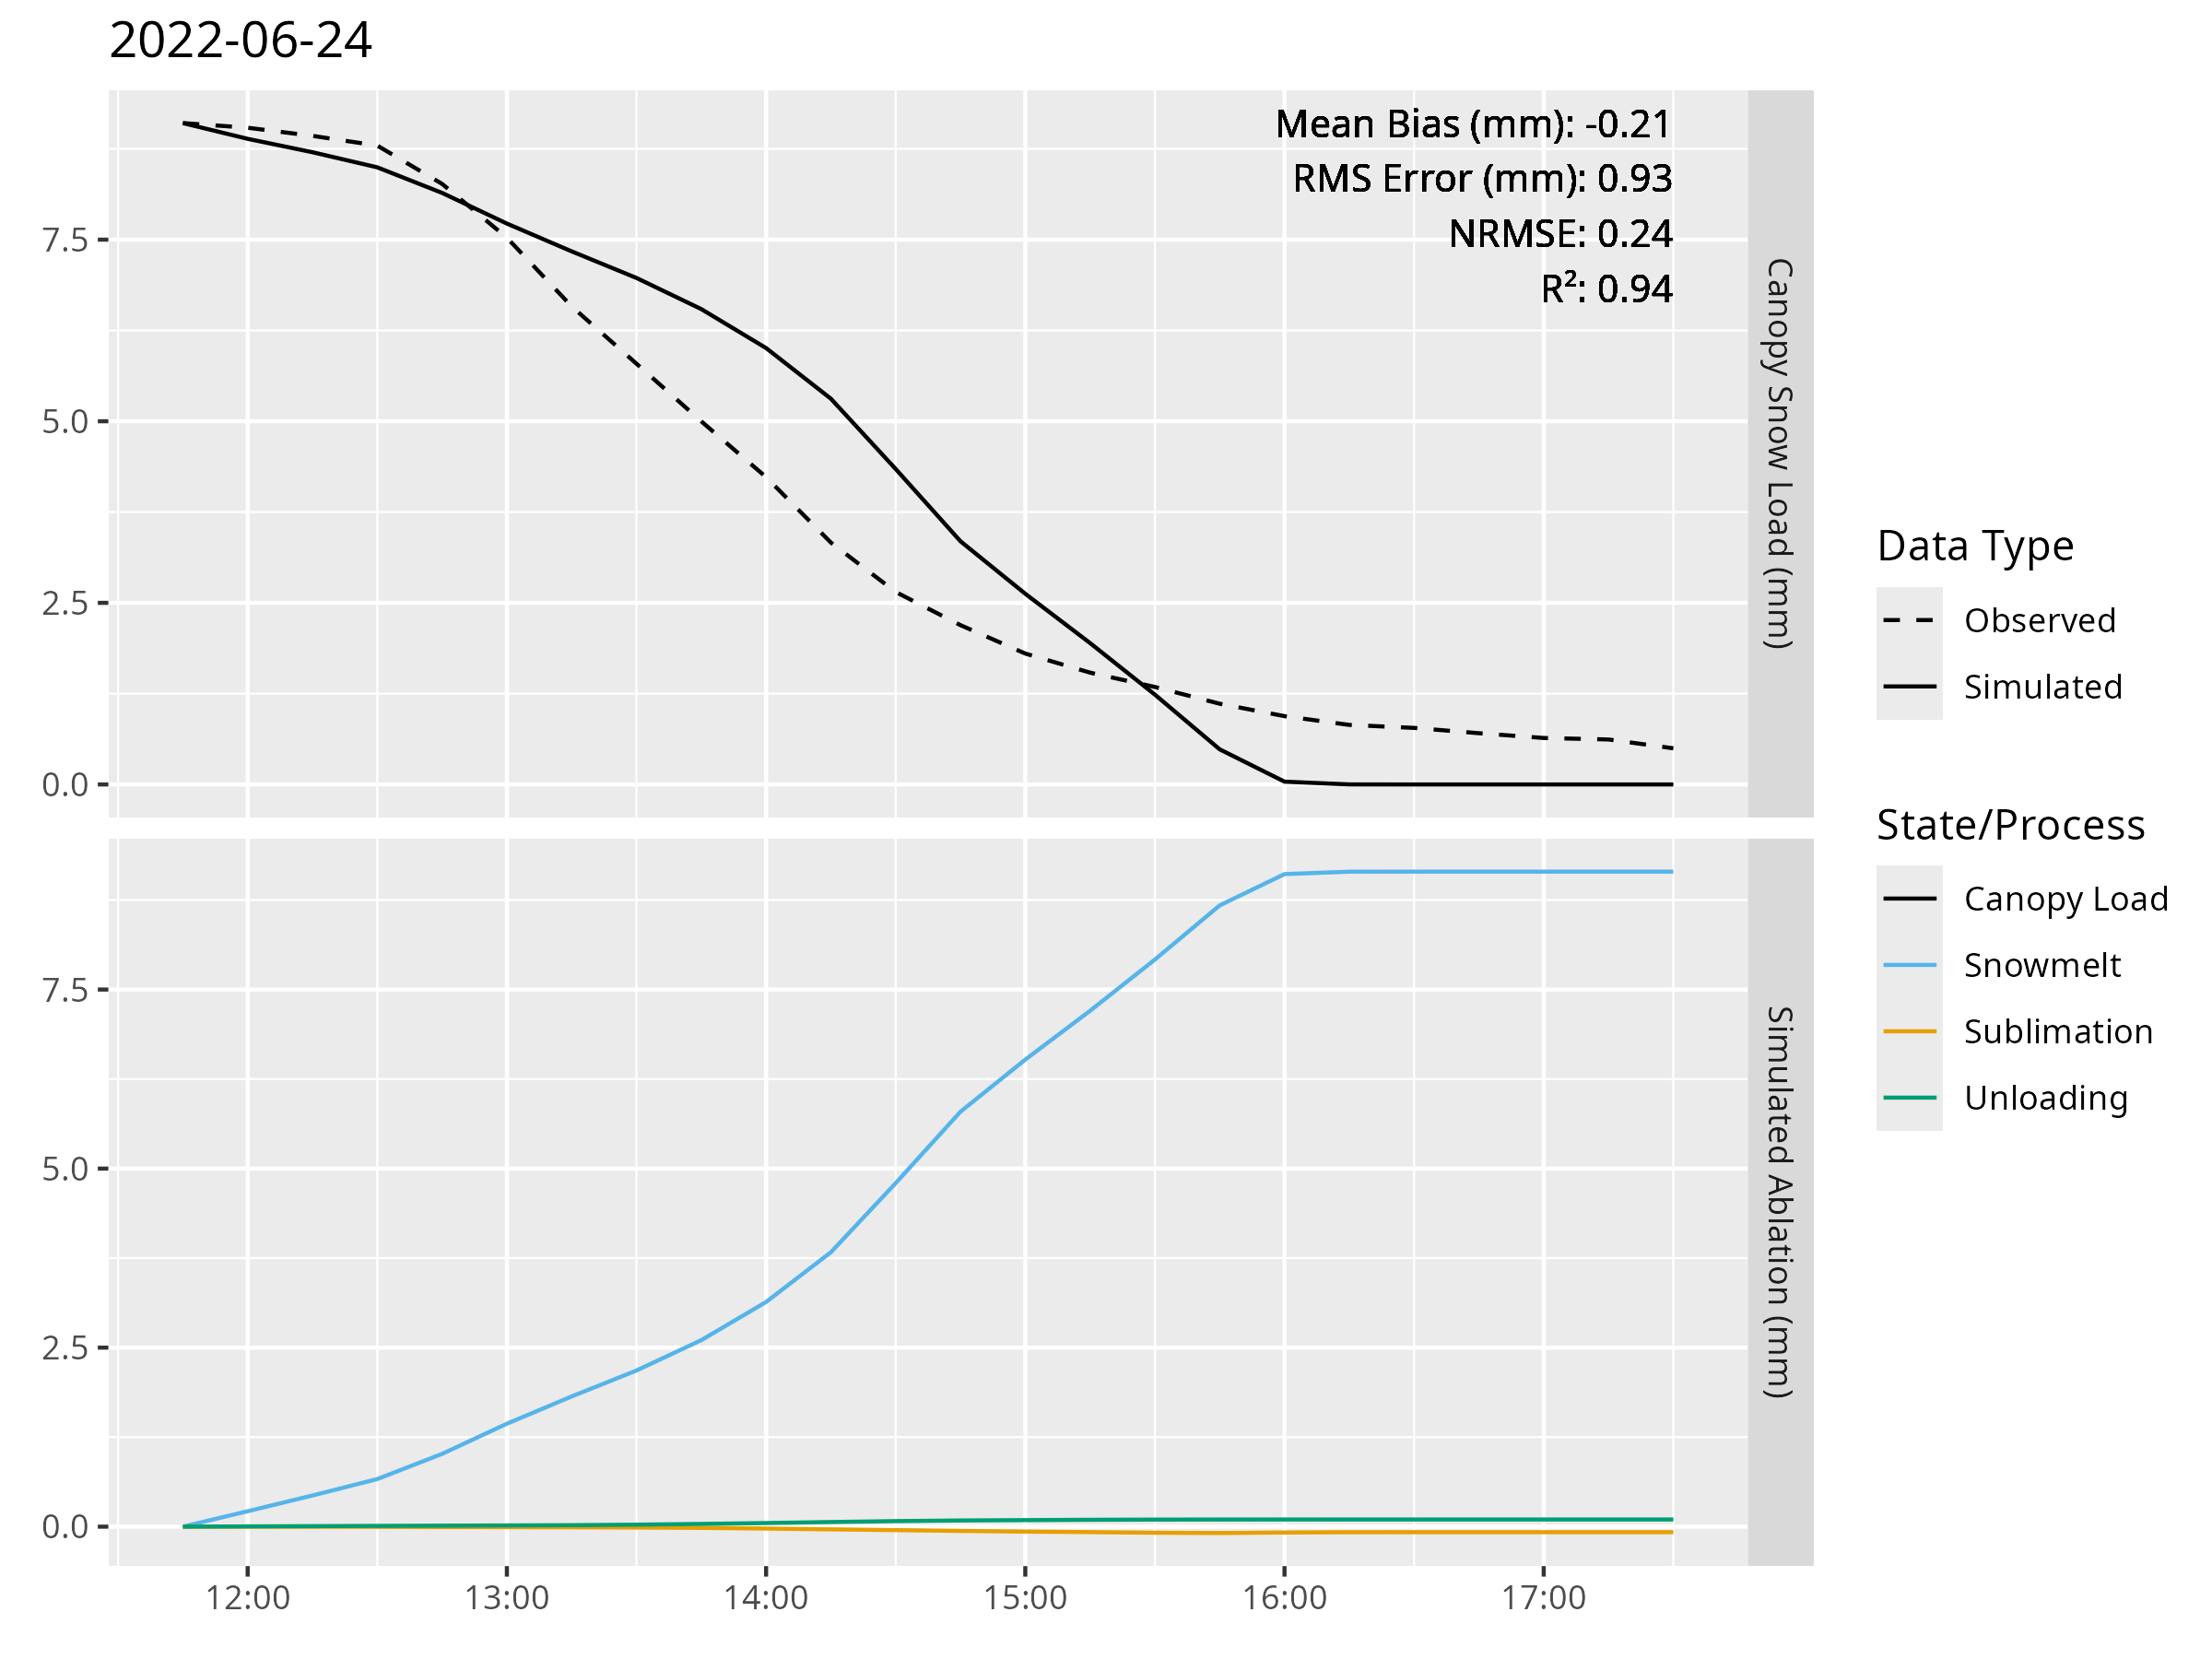 2022-06-24
Mean Bias (mm): -0.21
RMS Error (mm): 0.93
NRMSE: 0.24
R²: 0.94
7.5
5.0
2.5
0.0
Canopy Snow Load (mm)
7.5
5.0
2.5
0.0
Simulated Ablation (mm)
12:00 13:00 14:00 15:00 16:00 17:00
Data Type
Observed
Simulated
State/Process
Canopy Load
Snowmelt
Sublimation
Unloading